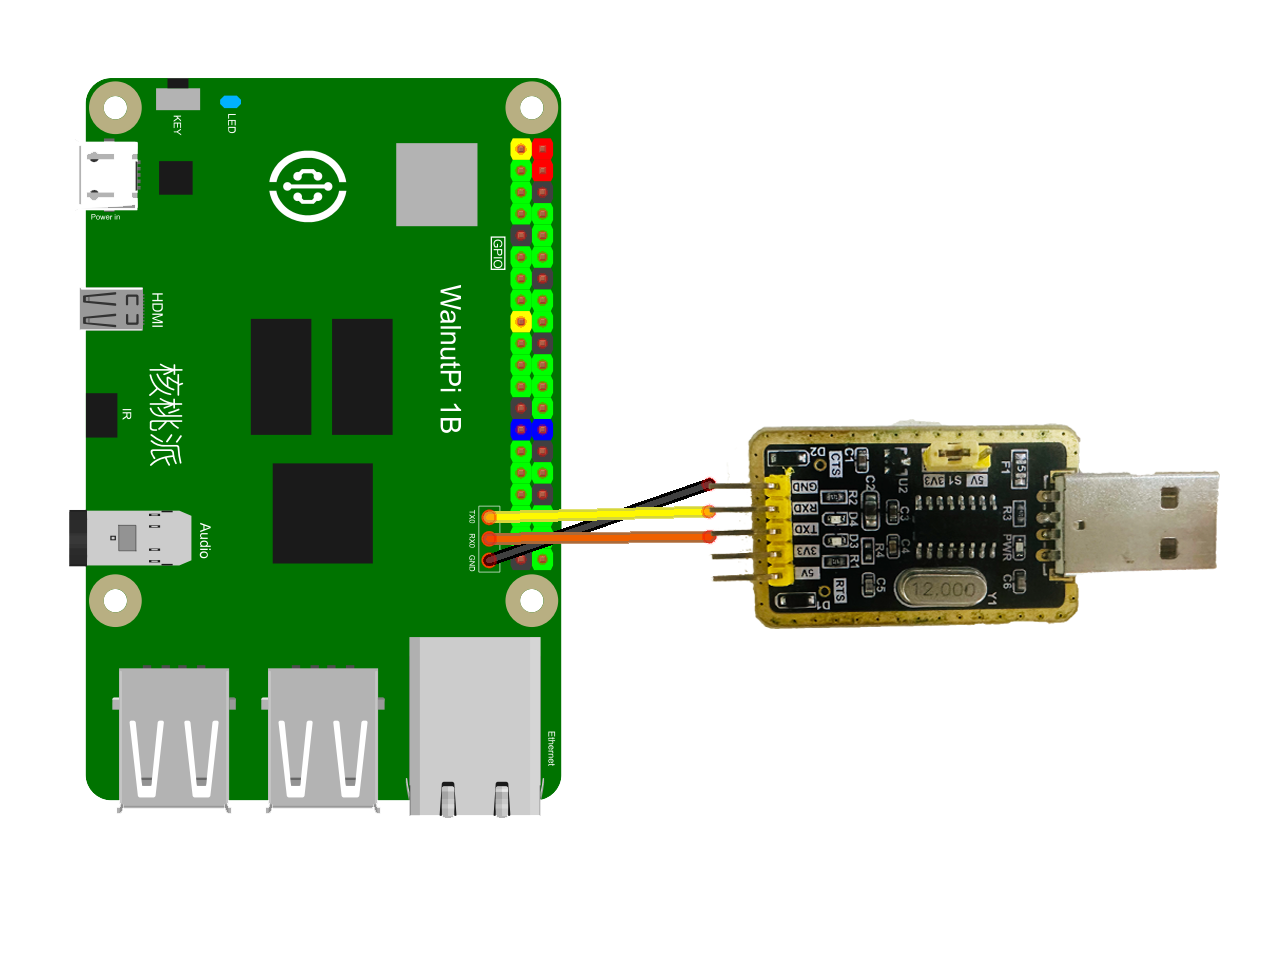 KEY
LED
Power in
GPIO
HDMI
WalnutPi 1B
核桃派
IR
Audio
TX0
RX0
GND
Ethernet
D2
CTS
C1
U2
3V3
S1
5V
F1
GND
RXD
TXD
3V3
5V
R2
D4
D3
R1
C2
C3
R4
C4
R3
PWR
C5
C6
RTS
D1
12.000
Y1